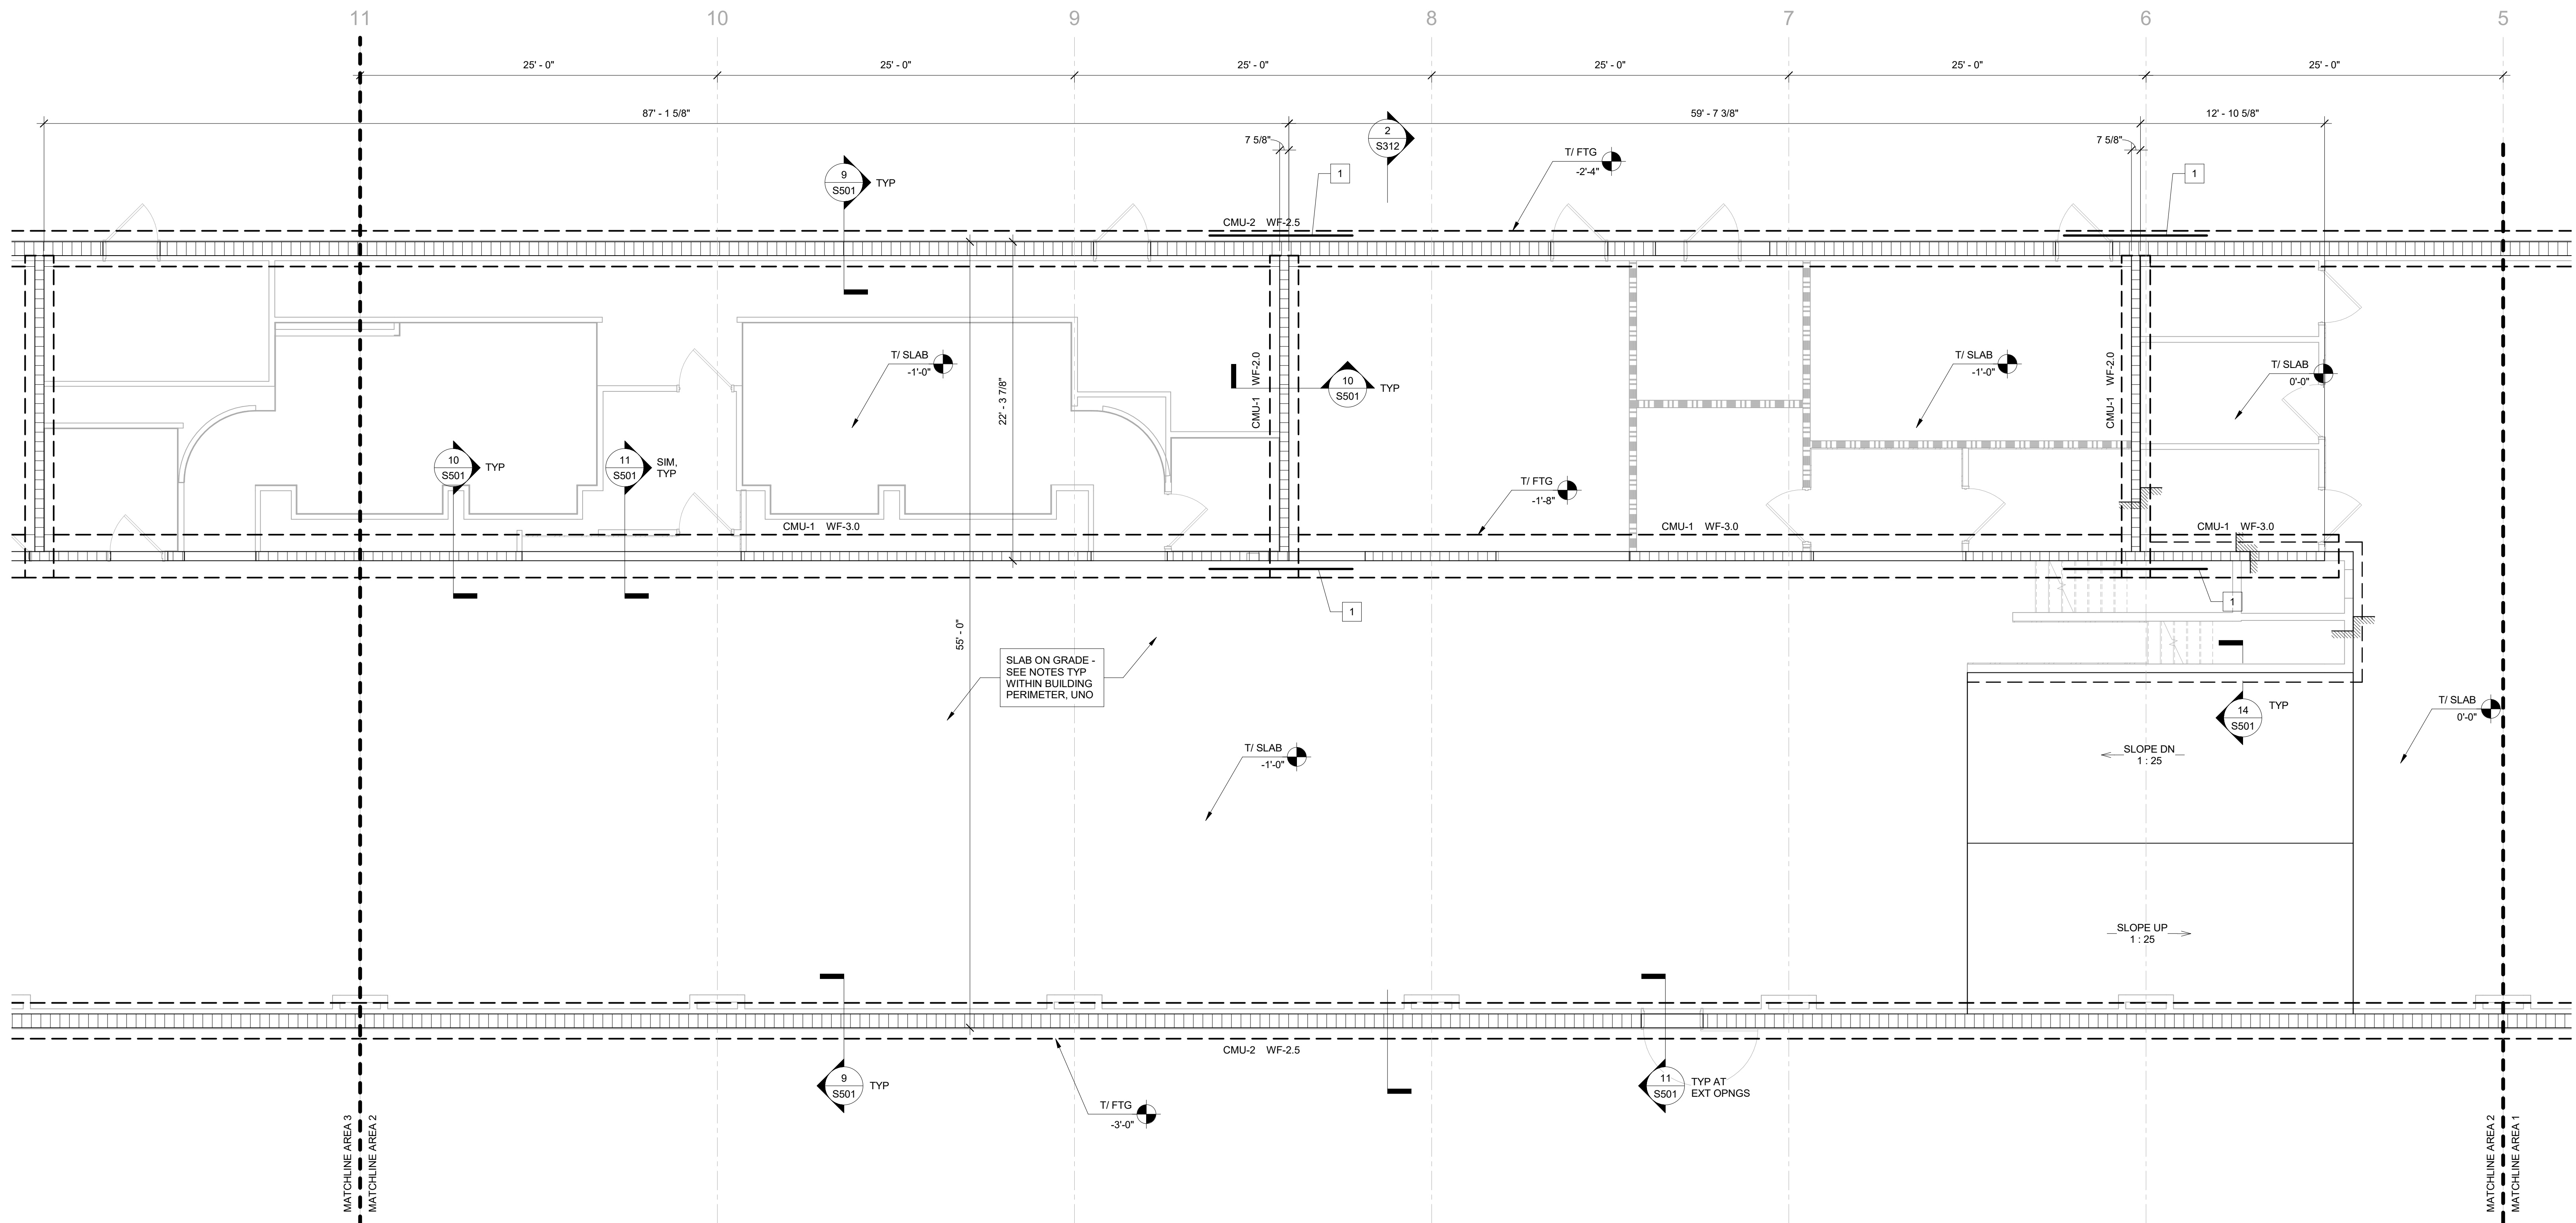 11
10
9
8
7
6
5
25' - 0"
25' - 0"
25' - 0"
25' - 0"
25' - 0"
25' - 0"
87' - 1 5/8"
59' - 7 3/8"
12' - 10 5/8"
7 5/8"
2
S312
7 5/8"
T/ FTG
-2'-4"
1
1
9
S501
TYP
CMU-2 WF-2.5
T/ SLAB
-1'-0"
22' - 3 7/8"
CMU-1 WF-2.0
10
S501
TYP
T/ SLAB
-1'-0"
CMU-1 WF-2.0
T/ SLAB
0'-0"
10
S501
TYP
11
S501
SIM,
TYP
T/ FTG
-1'-8"
CMU-1 WF-3.0
CMU-1 WF-3.0
CMU-1 WF-3.0
1
1
55' - 0"
SLAB ON GRADE -
SEE NOTES TYP
WITHIN BUILDING
PERIMETER, UNO
14
S501
TYP
T/ SLAB
0'-0"
T/ SLAB
-1'-0"
SLOPE DN
1 : 25
SLOPE UP
1 : 25
CMU-2 WF-2.5
9
S501
TYP
11
S501
TYP AT
EXT OPNGS
T/ FTG
-3'-0"
MATCHLINE AREA 3
MATCHLINE AREA 2
MATCHLINE AREA 2
MATCHLINE AREA 1